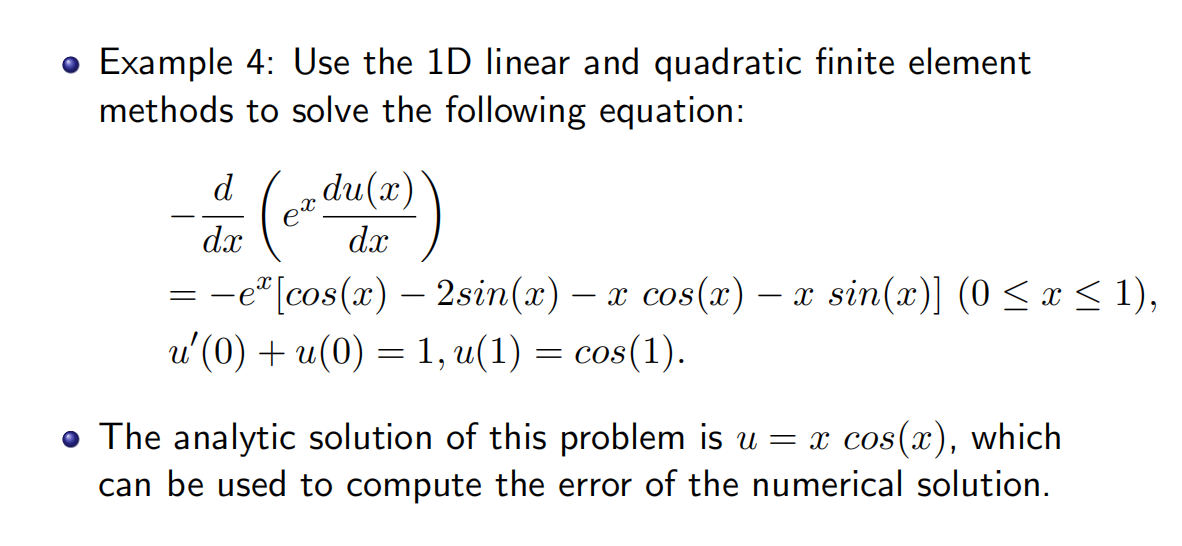 • Example 4: Use the 1D linear and quadratic finite element
methods to solve the following equation:
$-\frac{d}{dx}\left(e^x \frac{du(x)}{dx}\right)$
$= -e^x[cos(x) - 2sin(x) - x\ cos(x) - x\ sin(x)]\ (0 \leq x \leq 1),$
$u'(0) + u(0) = 1, u(1) = cos(1).$
• The analytic solution of this problem is $u = x\ cos(x)$, which
can be used to compute the error of the numerical solution.